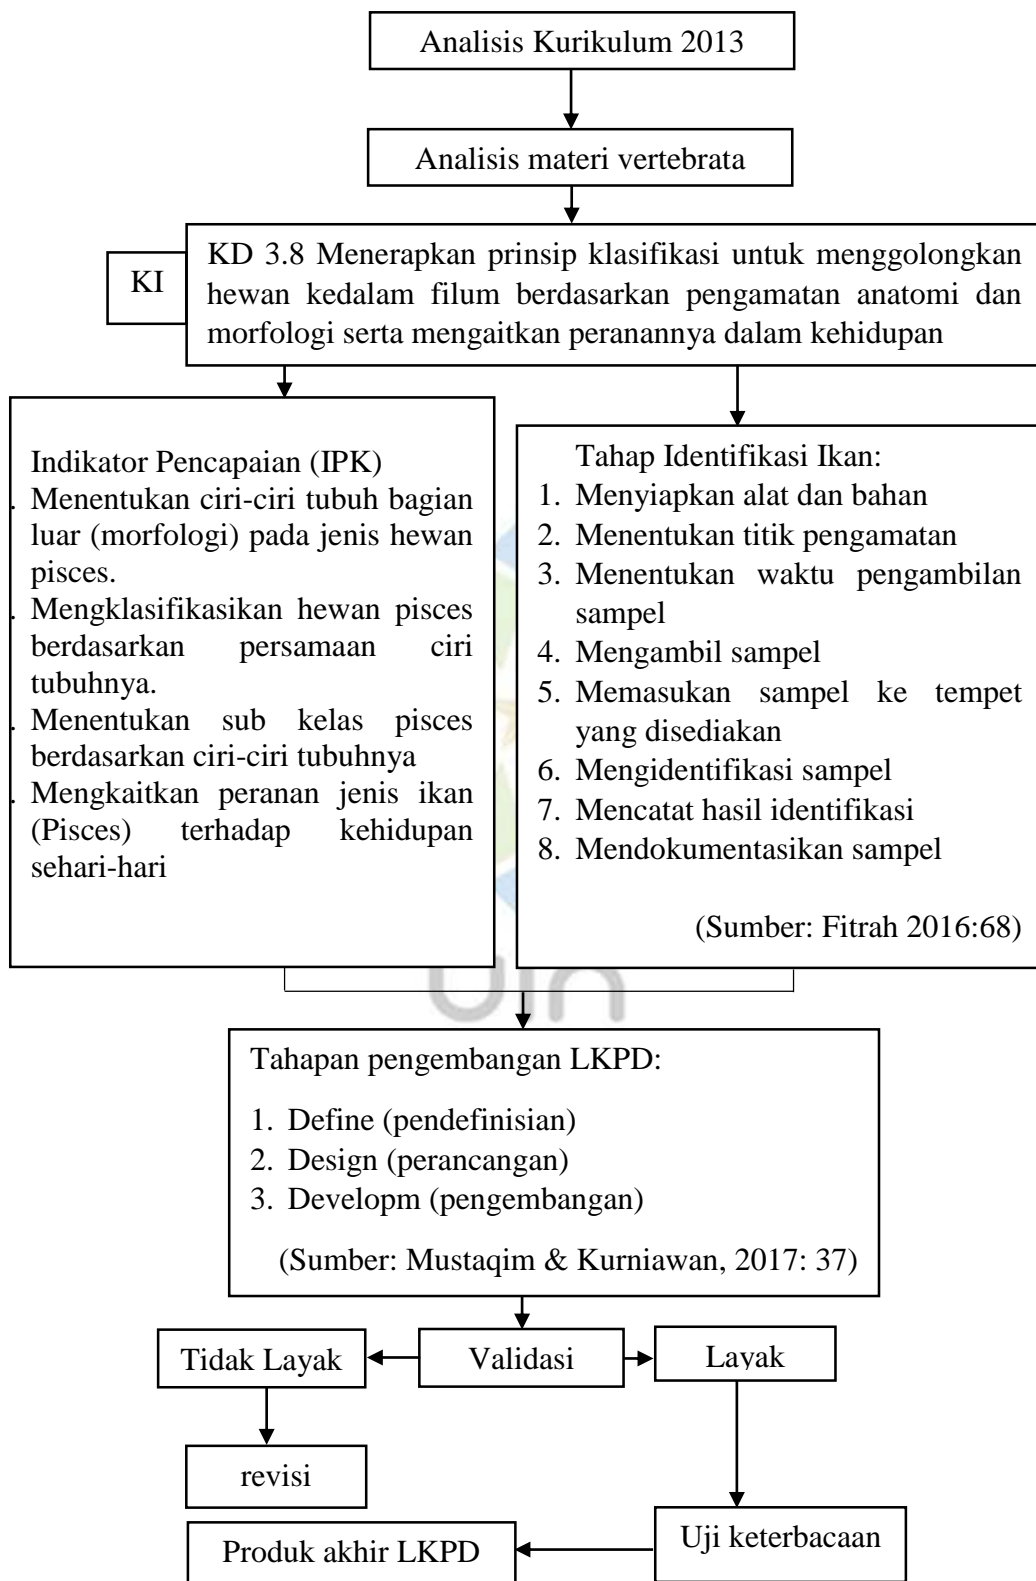 Analisis Kurikulum 2013
Analisis materi vertebrata
KI
KD 3.8 Menerapkan prinsip klasifikasi untuk menggolongkan
hewan kedalam filum berdasarkan pengamatan anatomi dan
morfologi serta mengaitkan peranannya dalam kehidupan
Indikator Pencapaian (IPK)
. Menentukan ciri-ciri tubuh bagian
luar (morfologi) pada jenis hewan
pisces.
. Mengklasifikasikan hewan pisces
berdasarkan persamaan ciri
tubuhnya.
. Menentukan sub kelas pisces
berdasarkan ciri-ciri tubuhnya
. Mengkaitkan peranan jenis ikan
(Pisces) terhadap kehidupan
sehari-hari
Tahap Identifikasi Ikan:
1. Menyiapkan alat dan bahan
2. Menentukan titik pengamatan
3. Menentukan waktu pengambilan
sampel
4. Mengambil sampel
5. Memasukan sampel ke tempet
yang disediakan
6. Mengidentifikasi sampel
7. Mencatat hasil identifikasi
8. Mendokumentasikan sampel
(Sumber: Fitrah 2016:68)
uin
Tahapan pengembangan LKPD:
1. Define (pendefinisian)
2. Design (perancangan)
3. Developm (pengembangan)
(Sumber: Mustaqim & Kurniawan, 2017: 37)
Tidak Layak
Validasi
Layak
revisi
Uji keterbacaan
Produk akhir LKPD